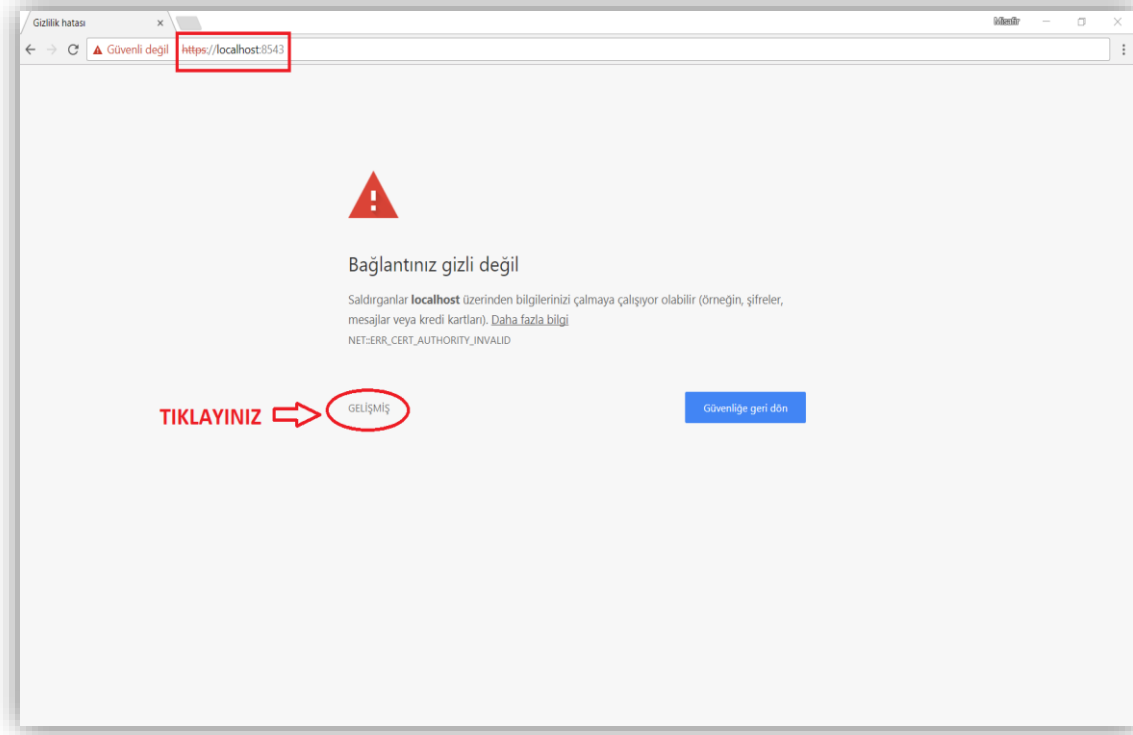 Gizlilik hatası
Misafir
Güvenli değil https://localhost:8543
Bağlantınız gizli değil
Saldırganlar localhost üzerinden bilgilerinizi çalmaya çalışıyor olabilir (örneğin, şifreler,
mesajlar veya kredi kartları). Daha fazla bilgi
NET::ERR_CERT_AUTHORITY_INVALID
TIKLAYINIZ GELİŞMİŞ Güvenliğe geri dön